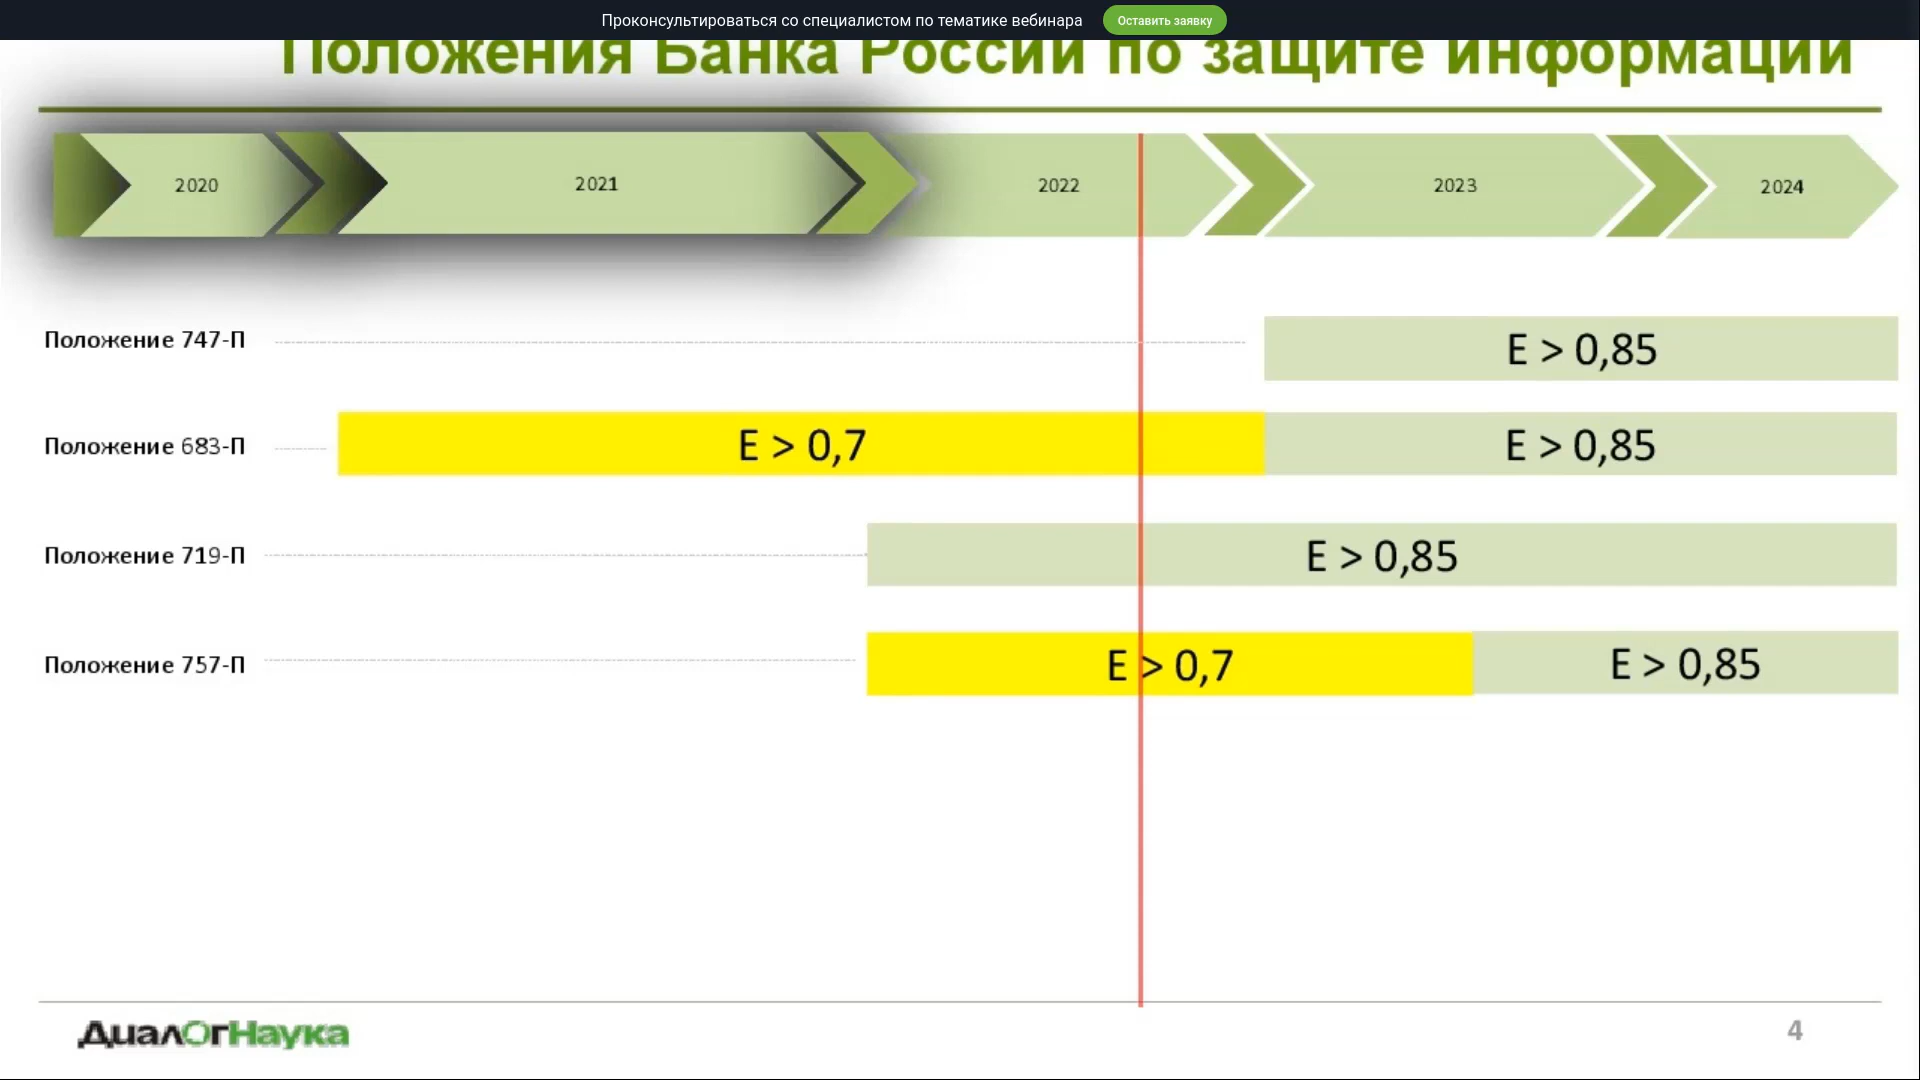 Проконсультироваться со специалистом по тематике вебинара
Оставить заявку
Положения Банка России по защите информации
2020
2021
2022
2023
2024
Положение 747-П
E > 0,85
Положение 683-П
E > 0,7
E > 0,85
Положение 719-П
E > 0,85
Положение 757-П
E > 0,7
E > 0,85
ДиалОгНаука
4